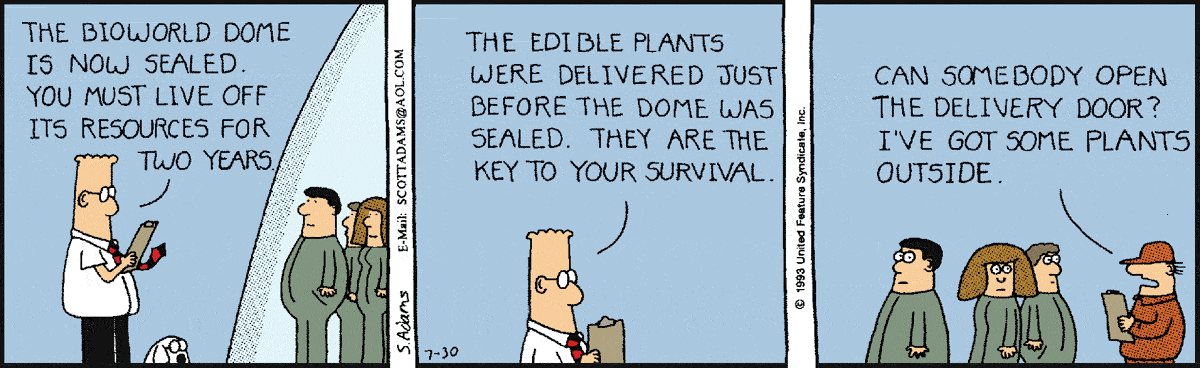 THE BIOWORLD DOME
IS NOW SEALED.
YOU MUST LIVE OFF
ITS RESOURCES FOR
TWO YEARS.
S.Adams E-Mail: SCOTTADAMS@AOL.COM
THE EDIBLE PLANTS
WERE DELIVERED JUST
BEFORE THE DOME WAS
SEALED. THEY ARE THE
KEY TO YOUR SURVIVAL.
7-30
© 1993 United Feature Syndicate, Inc.
CAN SOMEBODY OPEN
THE DELIVERY DOOR?
I'VE GOT SOME PLANTS
OUTSIDE.